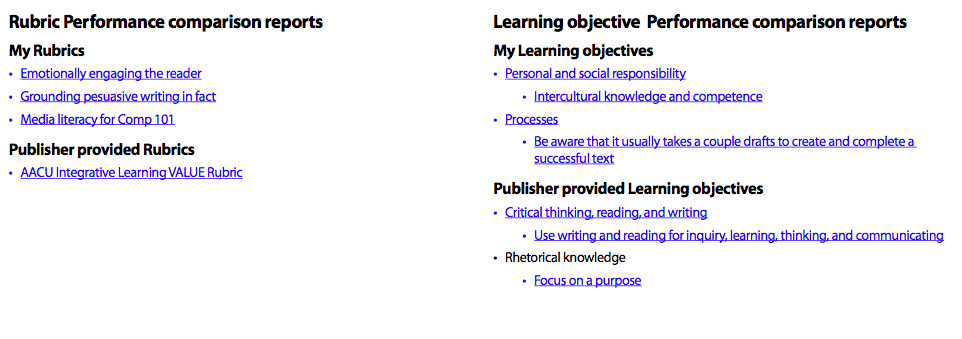 Rubric Performance comparison reports
My Rubrics
• Emotionally engaging the reader
• Grounding pesuasive writing in fact
• Media literacy for Comp 101
Publisher provided Rubrics
• AACU Integrative Learning VALUE Rubric
Learning objective  Performance comparison reports
My Learning objectives
• Personal and social responsibility
• Intercultural knowledge and competence
• Processes
• Be aware that it usually takes a couple drafts to create and complete a
successful text
Publisher provided Learning objectives
• Critical thinking, reading, and writing
• Use writing and reading for inquiry, learning, thinking, and communicating
• Rhetorical knowledge
• Focus on a purpose